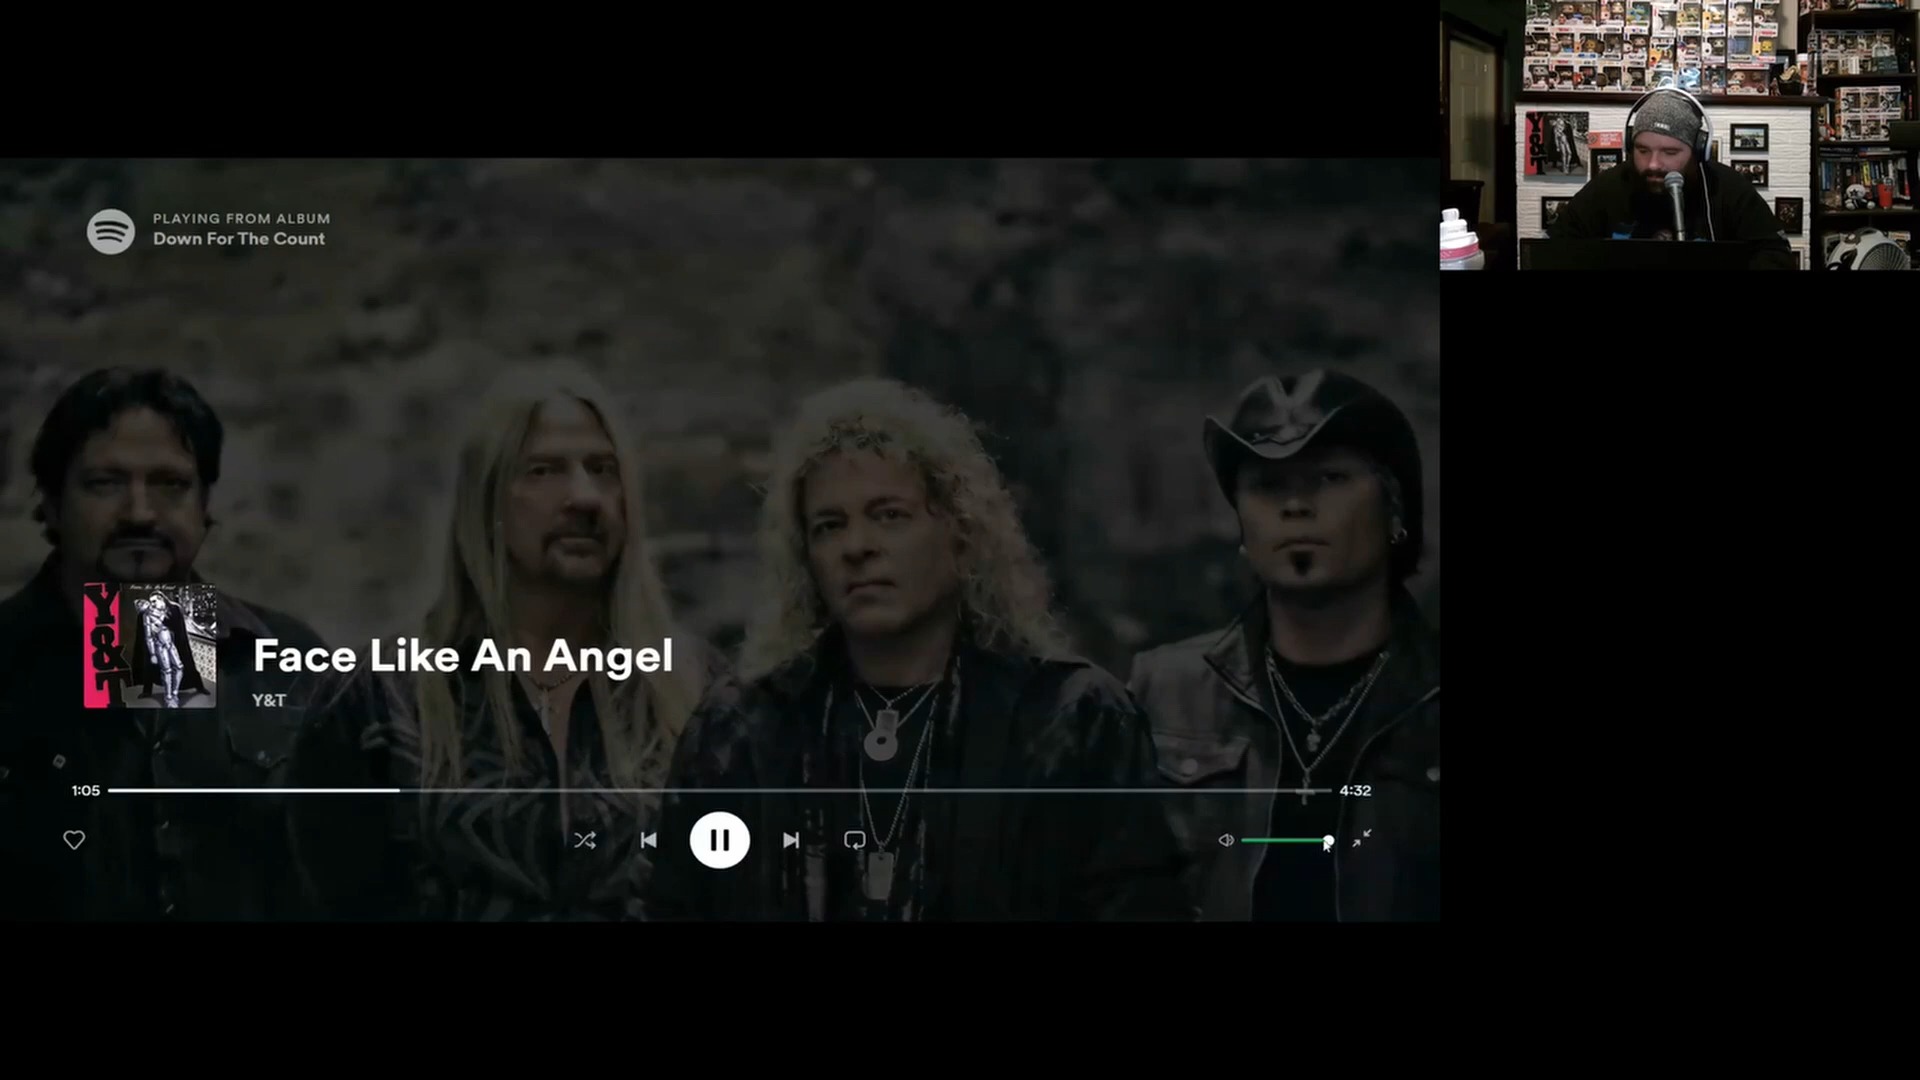 PLAYING FROM ALBUM
Down For The Count
Y&T
Face Like An Angel
Y&T
1:05
4:32
Y&T